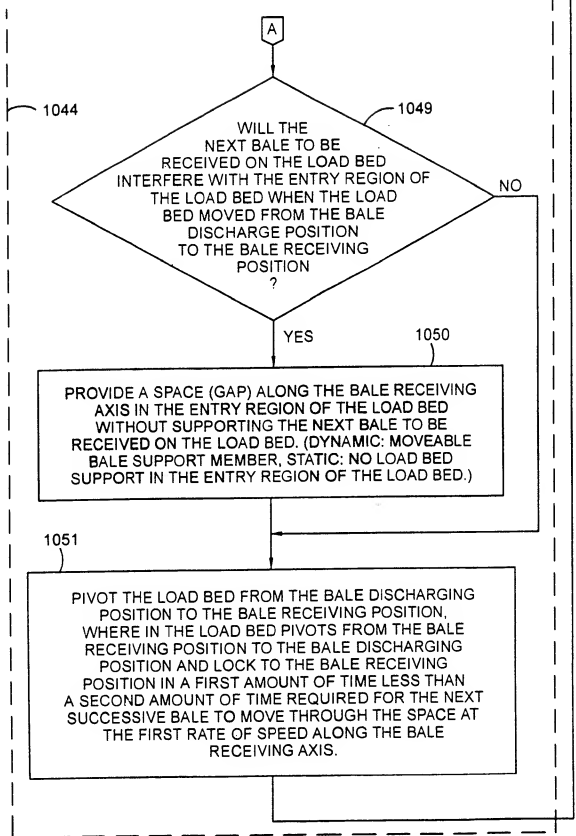 A
1044
1049
WILL THE
NEXT BALE TO BE
RECEIVED ON THE LOAD BED
INTERFERE WITH THE ENTRY REGION OF
THE LOAD BED WHEN THE LOAD
BED MOVED FROM THE BALE
DISCHARGE POSITION
TO THE BALE RECEIVING
POSITION
?
NO
YES
1050
PROVIDE A SPACE (GAP) ALONG THE BALE RECEIVING
AXIS IN THE ENTRY REGION OF THE LOAD BED
WITHOUT SUPPORTING THE NEXT BALE TO BE
RECEIVED ON THE LOAD BED. (DYNAMIC: MOVEABLE
BALE SUPPORT MEMBER, STATIC: NO LOAD BED
SUPPORT IN THE ENTRY REGION OF THE LOAD BED.)
1051
PIVOT THE LOAD BED FROM THE BALE DISCHARGING
POSITION TO THE BALE RECEIVING POSITION,
WHERE IN THE LOAD BED PIVOTS FROM THE BALE
RECEIVING POSITION TO THE BALE DISCHARGING
POSITION AND LOCK TO THE BALE RECEIVING
POSITION IN A FIRST AMOUNT OF TIME LESS THAN
A SECOND AMOUNT OF TIME REQUIRED FOR THE NEXT
SUCCESSIVE BALE TO MOVE THROUGH THE SPACE AT
THE FIRST RATE OF SPEED ALONG THE BALE
RECEIVING AXIS.